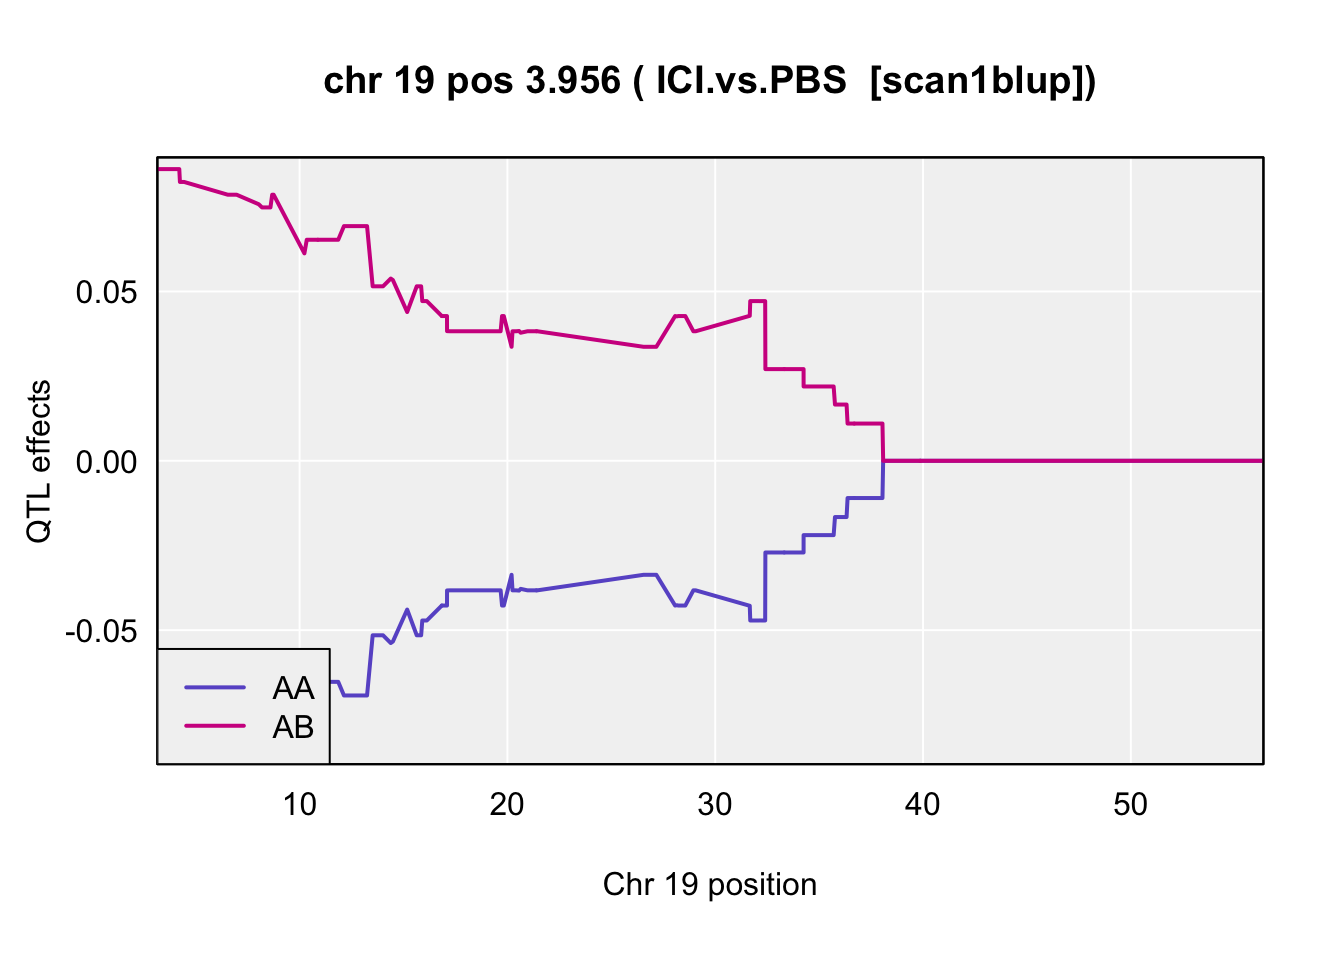 chr 19 pos 3.956 ( ICI.vs.PBS  [scan1blup])
QTL effects
0.05
0.00
-0.05
AA
AB
10 20 30 40 50
Chr 19 position